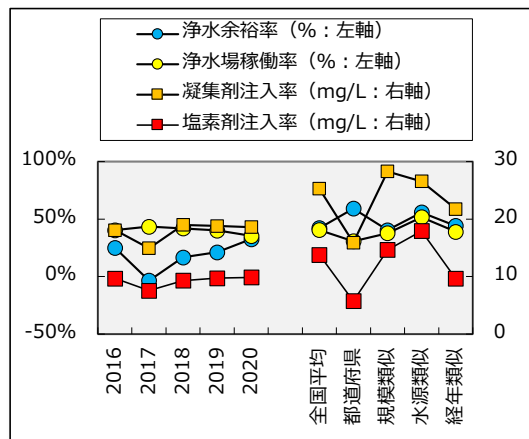 浄水余裕率（%：左軸）
浄水場稼働率（%：左軸）
凝集剤注入率（mg/L：右軸）
塩素剤注入率（mg/L：右軸）
100%
50%
0%
-50%
30
20
10
0
2016
2017
2018
2019
2020
全国平均
都道府県
規模類似
水源類似
経年類似